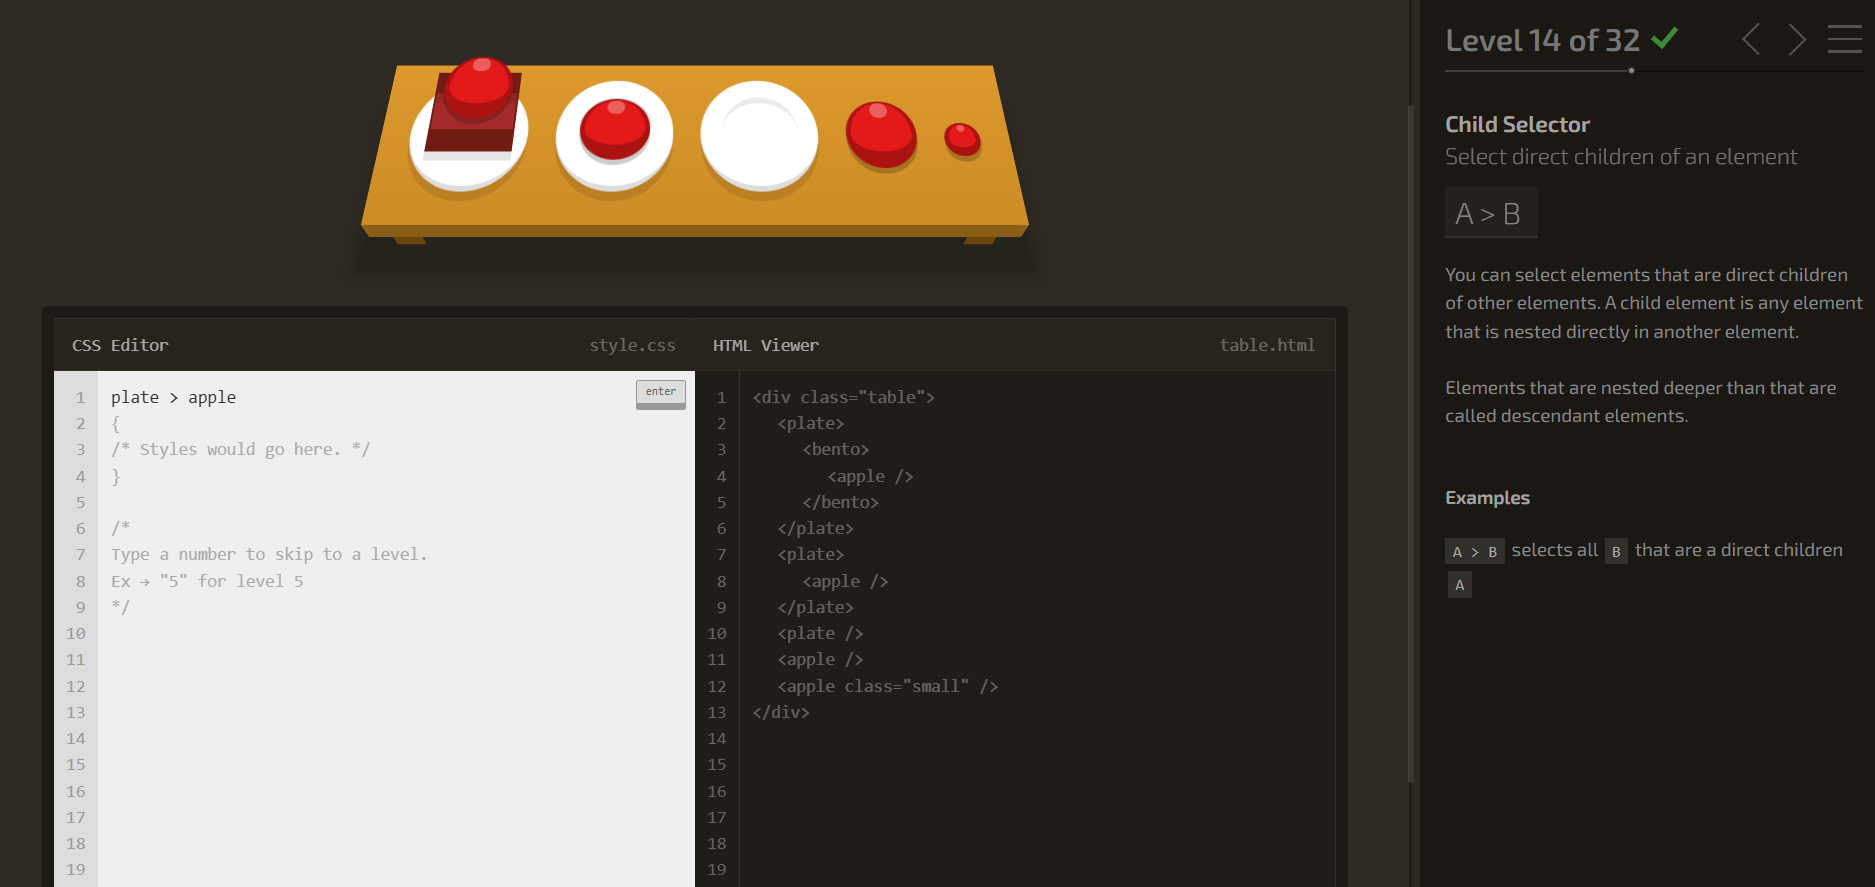 Level 14 of 32
Child Selector
Select direct children of an element
A > B
You can select elements that are direct children
of other elements. A child element is any element
that is nested directly in another element.
Elements that are nested deeper than that are
called descendant elements.
Examples
A > B selects all B that are a direct children
A
CSS Editor style.css
1 plate > apple enter
2 {
3 /* Styles would go here. */
4 }
5
6 /*
7 Type a number to skip to a level.
8 Ex → "5" for level 5
9 */
10
11
12
13
14
15
16
17
18
19
HTML Viewer table.html
1 <div class="table">
2 <plate>
3 <bento>
4 <apple />
5 </bento>
6 </plate>
7 <plate>
8 <apple />
9 </plate>
10 <plate />
11 <apple />
12 <apple class="small" />
13 </div>
14
15
16
17
18
19